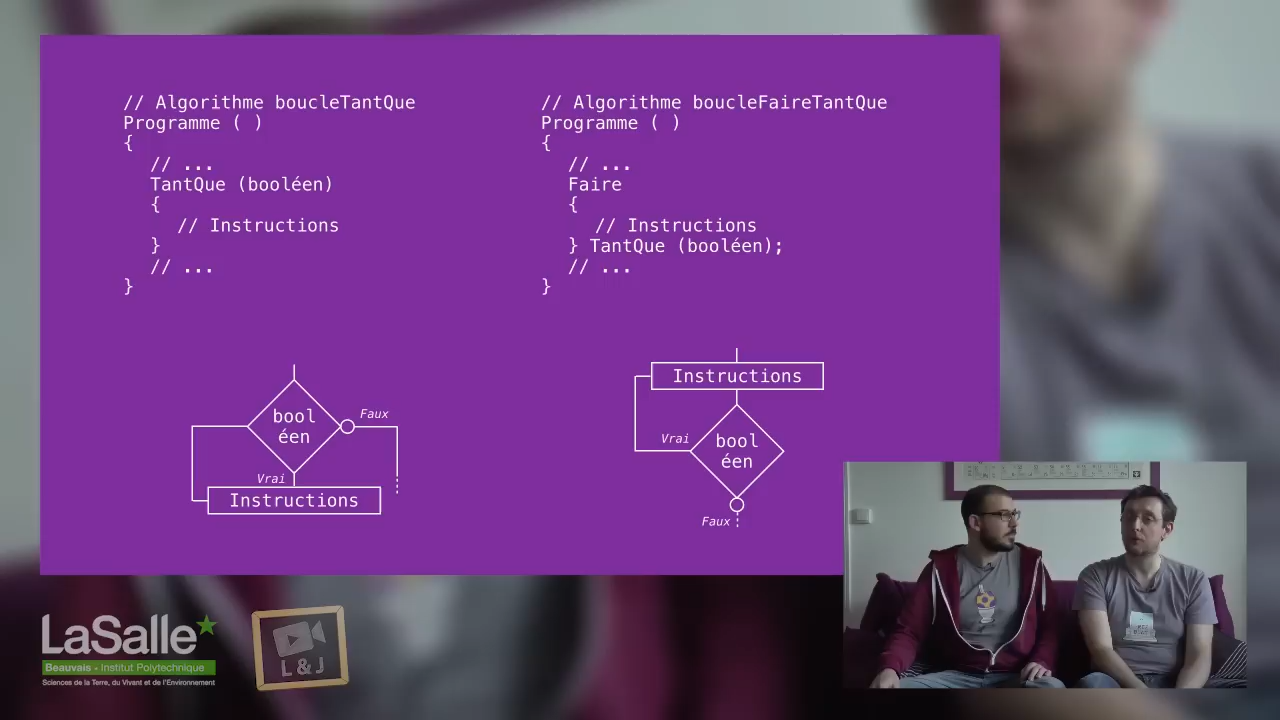 // Algorithme boucleTantQue
Programme ( )
{
// ...
TantQue (booléen)
{
// Instructions
}
// ...
}
// Algorithme boucleFaireTantQue
Programme ( )
{
// ...
Faire
{
// Instructions
} TantQue (booléen);
// ...
}
bool
éen
Faux
Vrai
Instructions
Instructions
bool
éen
Vrai
Faux
LaSalle
Beauvais - Institut Polytechnique
Sciences de la Terre, du Vivant et de l'Environnement
L & J